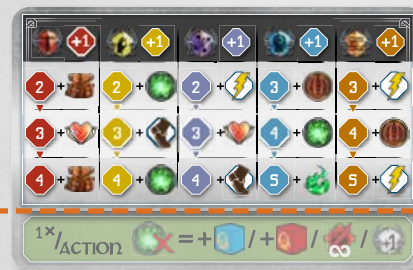 +1 +1 +1 +1 +1
2 + 2 + 2 + 3 + 3 +
3 + 3 + 3 + 4 + 4 +
4 + 4 + 4 + 5 + 5 +
1×/ACTION = + / + / ∞ / +1